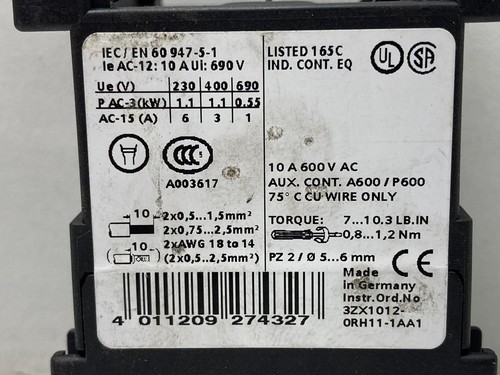 IEC / EN 60 947-5-1
Ie AC-12: 10 A Ui: 690 V
Ue (V) 230 400 690
P AC-3 (kW) 1.1 1.1 0.55
AC-15 (A) 6 3 1
CCC
A003617
10 2x0,5...1,5mm²
2x0,75...2,5mm²
2xAWG 18 to 14
(10) (2x0,5...2,5mm²)
4 011209 274327
LISTED 165C
IND. CONT. EQ
UL SA
10 A 600 V AC
AUX. CONT. A600 / P600
75° C CU WIRE ONLY
TORQUE: 7...10.3 LB.IN
0,8...1,2 Nm
PZ 2 / Ø 5...6 mm
CE
Made
in Germany
Instr.Ord.No
3ZX1012-
0RH11-1AA1